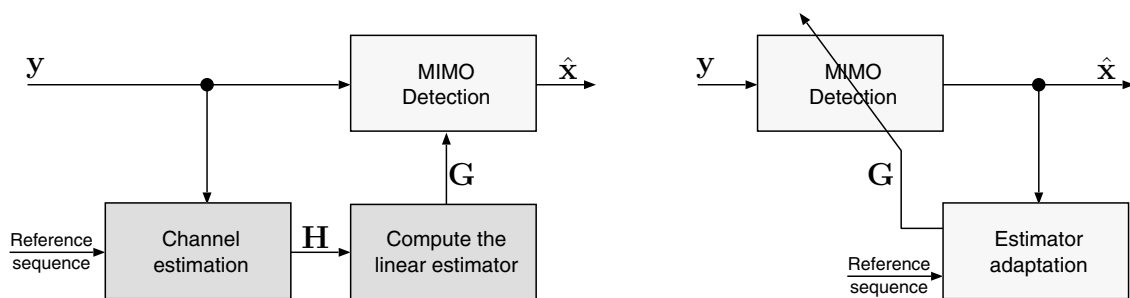 y
MIMO
Detection
x̂
G
Reference
sequence
Channel
estimation
H
Compute the
linear estimator
y
MIMO
Detection
x̂
G
Reference
sequence
Estimator
adaptation